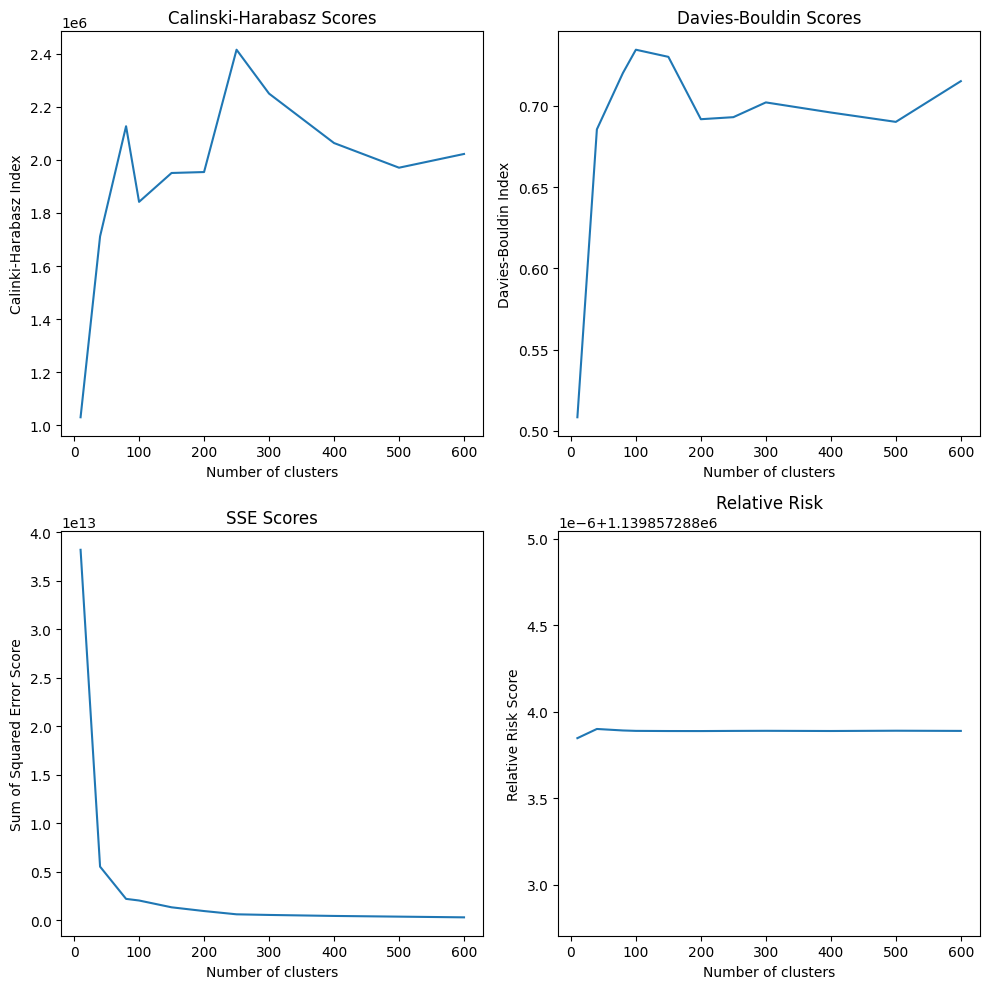 Calinski-Harabasz Scores
1e6
Calinki-Harabasz Index
2.4
2.2
2.0
1.8
1.6
1.4
1.2
1.0
0 100 200 300 400 500 600
Number of clusters
Davies-Bouldin Scores
Davies-Bouldin Index
0.70
0.65
0.60
0.55
0.50
0 100 200 300 400 500 600
Number of clusters
SSE Scores
1e13
Sum of Squared Error Score
4.0
3.5
3.0
2.5
2.0
1.5
1.0
0.5
0.0
0 100 200 300 400 500 600
Number of clusters
Relative Risk
1e−6+1.139857288e6
Relative Risk Score
5.0
4.5
4.0
3.5
3.0
0 100 200 300 400 500 600
Number of clusters